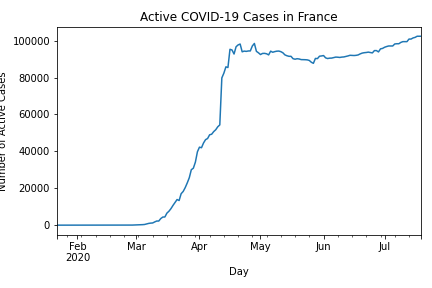 Active COVID-19 Cases in France
Number of Active Cases
100000
80000
60000
40000
20000
0
Feb Mar Apr May Jun Jul
2020
Day